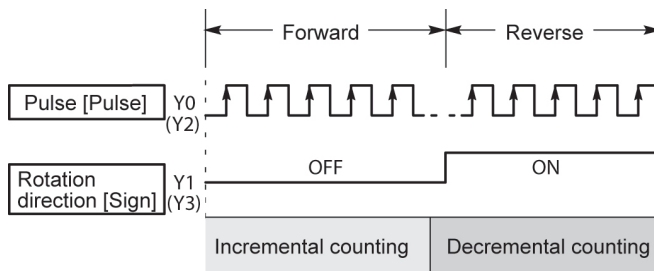 Forward
Reverse
Pulse [Pulse]
Y0
(Y2)
Rotation
direction [Sign]
Y1
(Y3)
OFF
ON
Incremental counting
Decremental counting